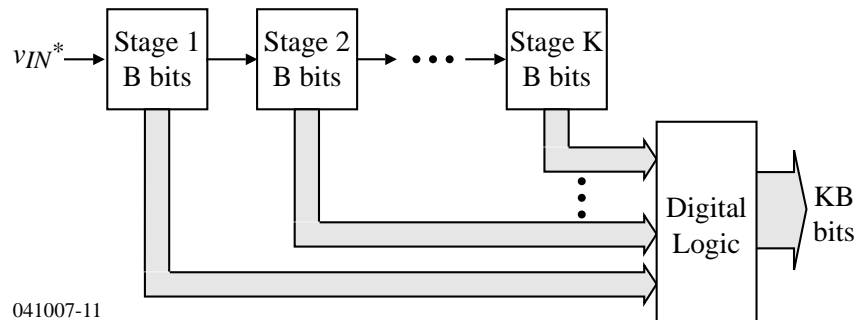 v_IN*
Stage 1
B bits
Stage 2
B bits
Stage K
B bits
Digital
Logic
KB
bits
041007-11